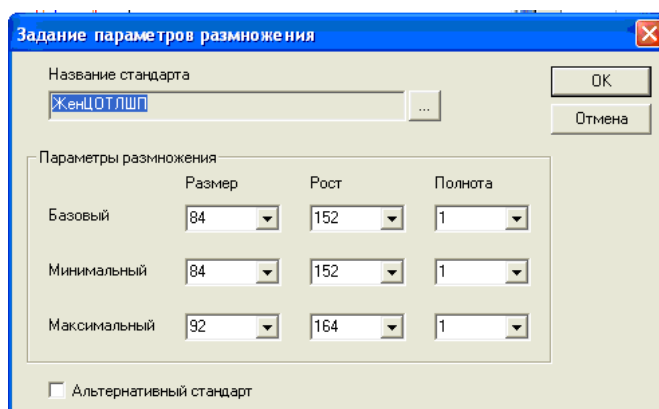 Задание параметров размножения
Название стандарта
ЖенЦОТЛШП
...
OK
Отмена
Параметры размножения
Размер Рост Полнота
Базовый 84 152 1
Минимальный 84 152 1
Максимальный 92 164 1
Альтернативный стандарт